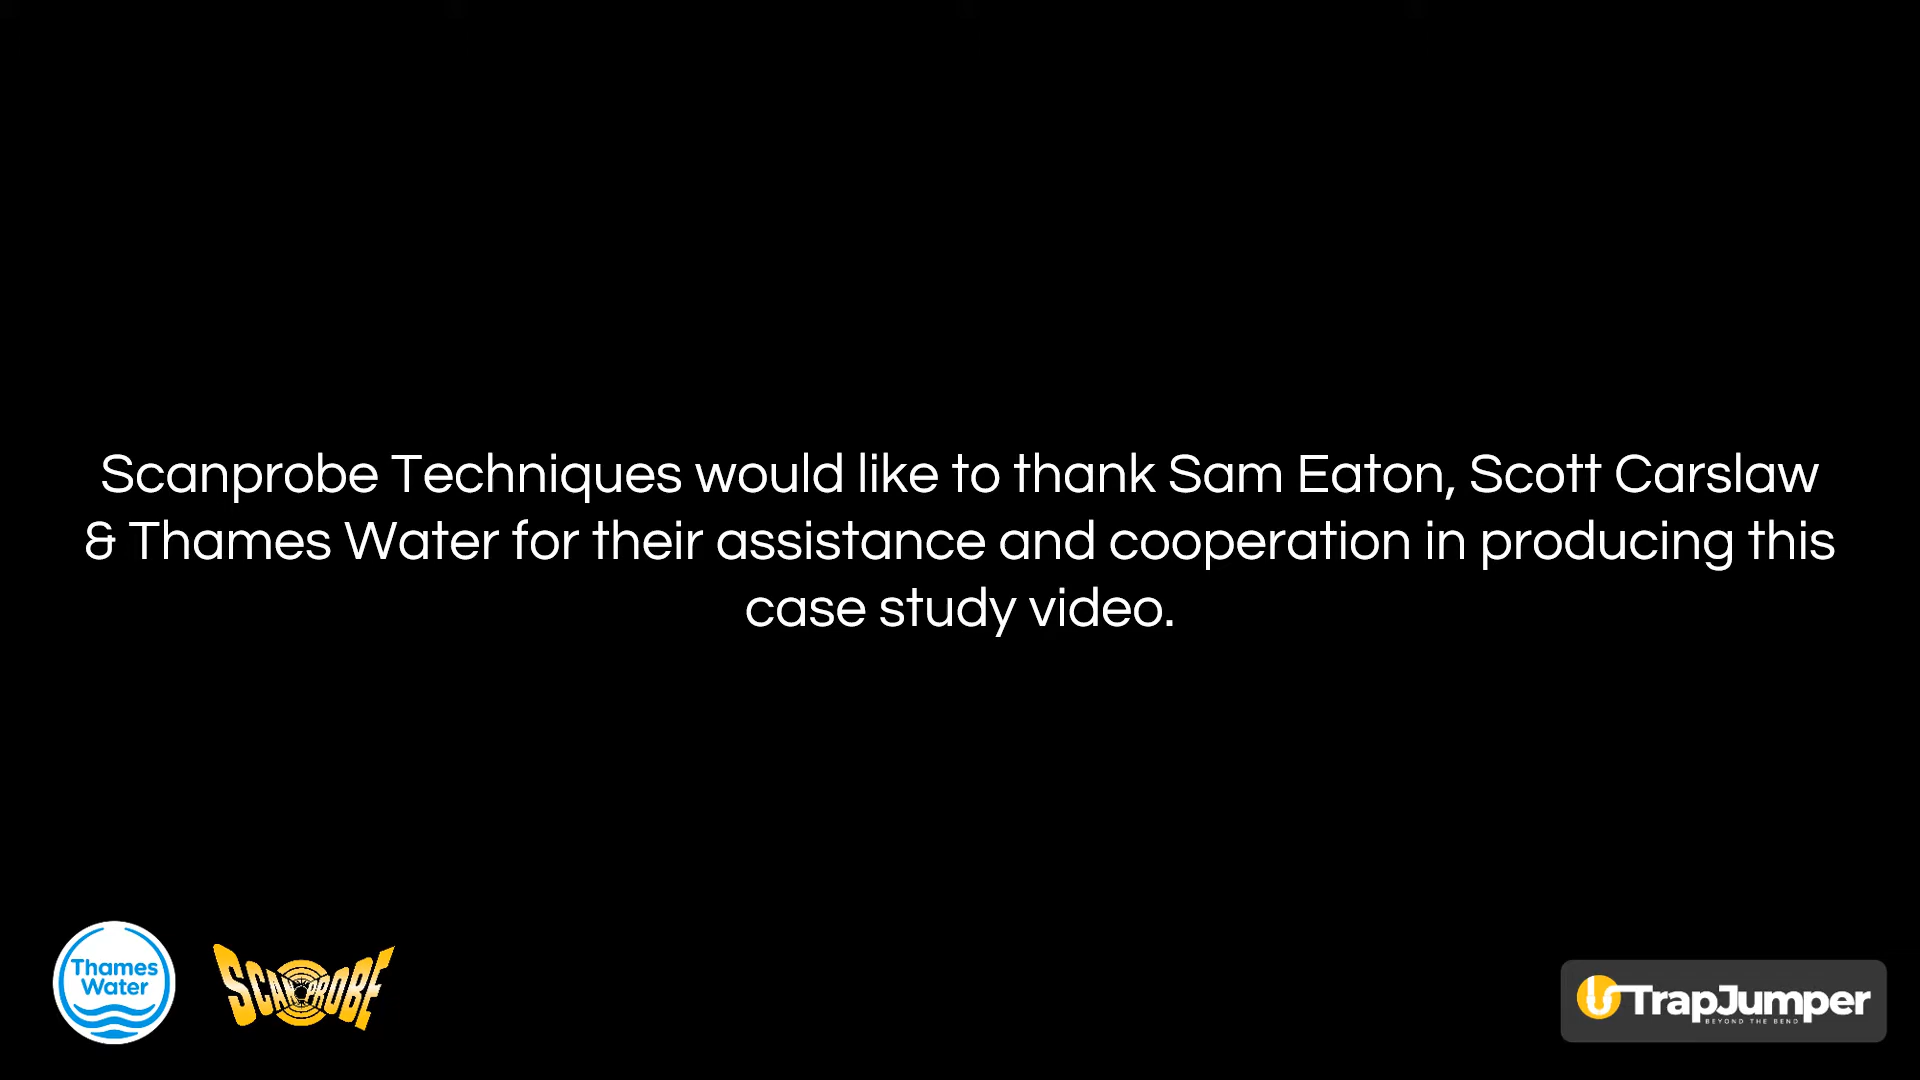 Scanprobe Techniques would like to thank Sam Eaton, Scott Carslaw
& Thames Water for their assistance and cooperation in producing this
case study video.
Thames
Water
SCANPROBE
TrapJumper
BEYOND THE BEND